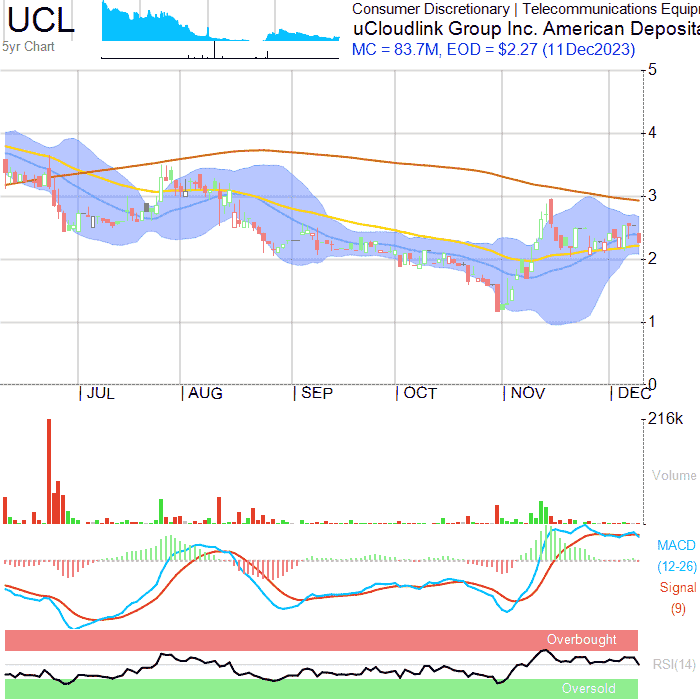 UCL
5yr Chart
Consumer Discretionary | Telecommunications Equip
uCloudlink Group Inc. American Deposita
MC = 83.7M, EOD = $2.27 (11Dec2023)
5
4
3
2
1
0
| JUL | AUG | SEP | OCT | NOV | DEC
216k
Volume
MACD
(12-26)
Signal
(9)
Overbought
RSI(14)
Oversold